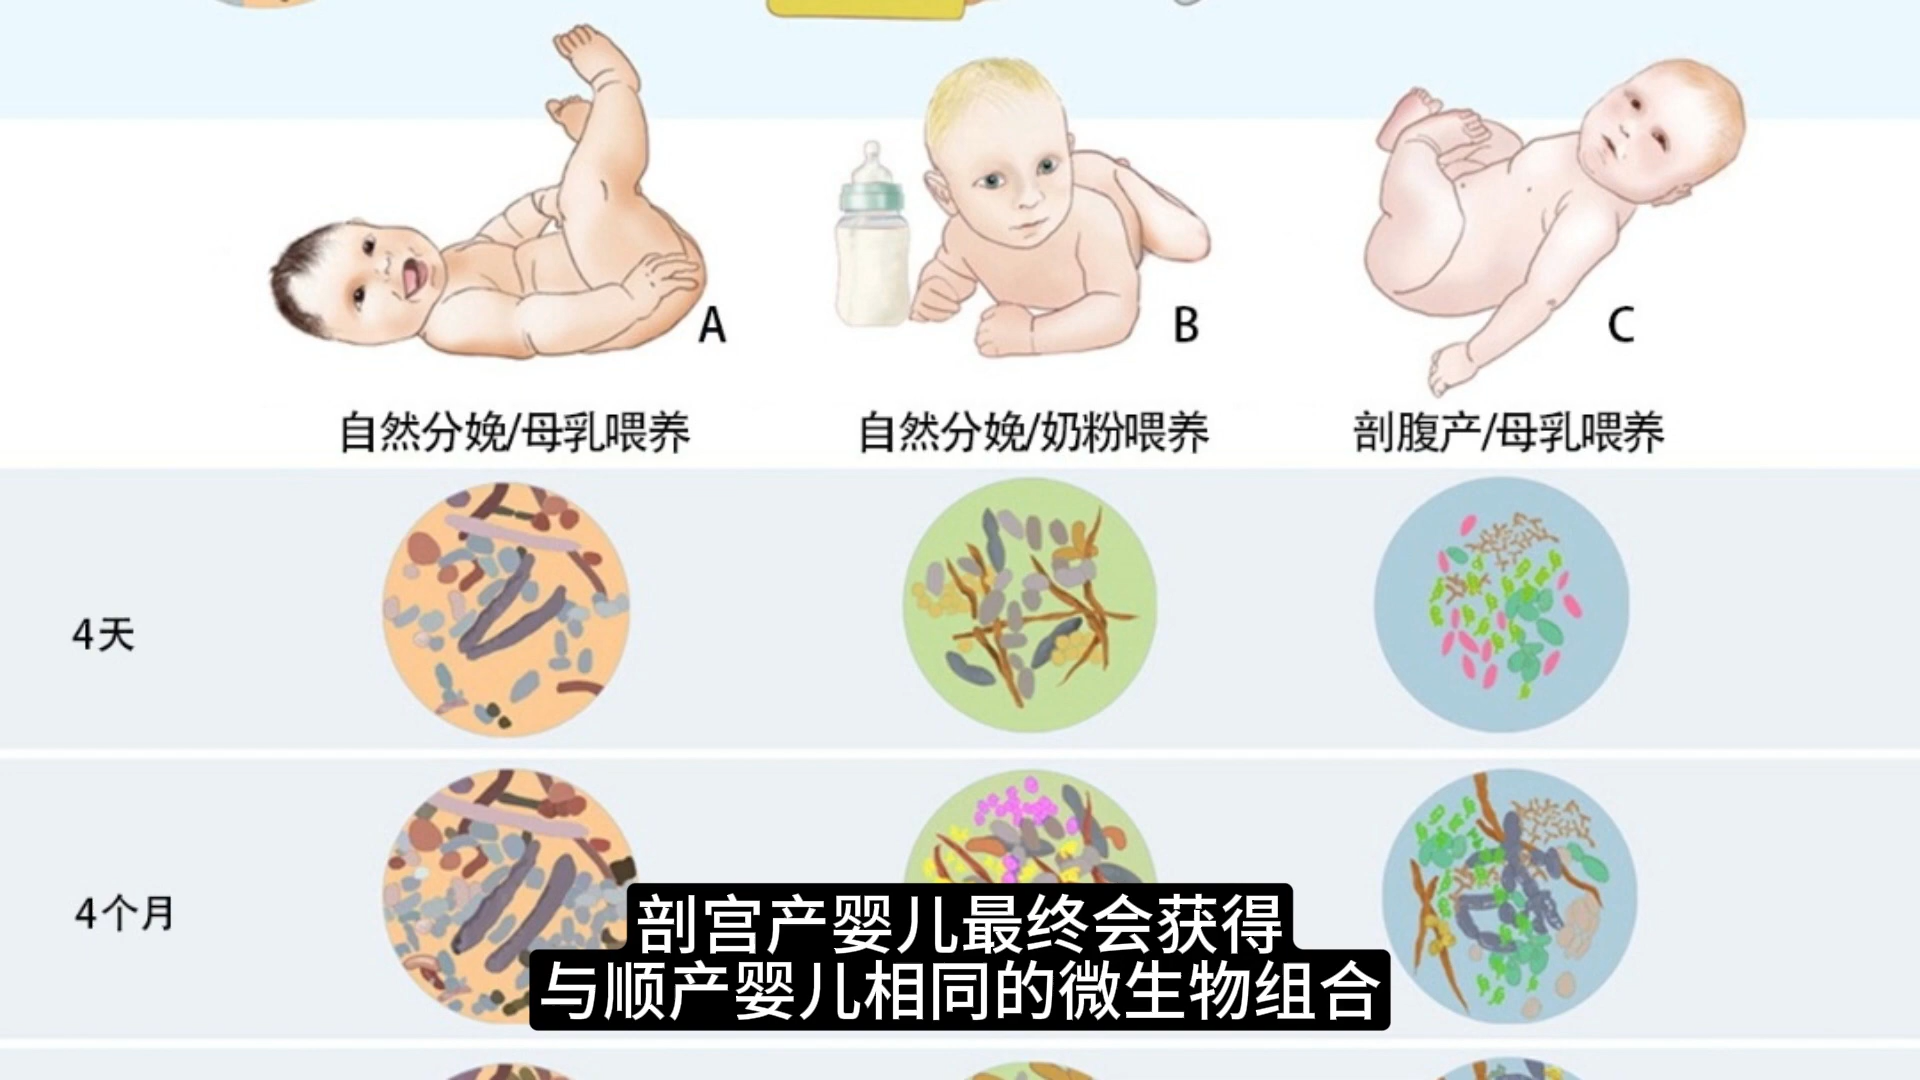 A
B
C
自然分娩/母乳喂养
自然分娩/奶粉喂养
剖腹产/母乳喂养
4天
4个月
剖宫产婴儿最终会获得
与顺产婴儿相同的微生物组合